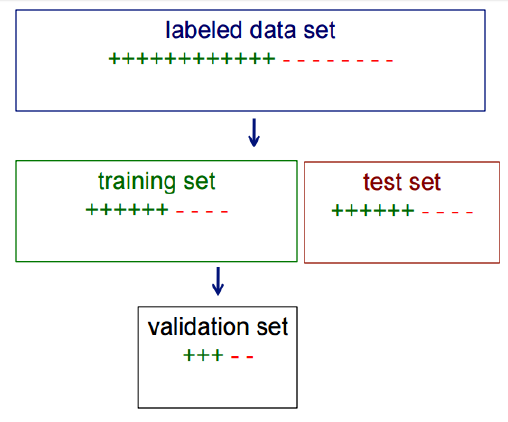 labeled data set
++++++++++++ - - - - - - - -
training set
++++++ - - - -
test set
++++++ - - - -
validation set
+++ - -